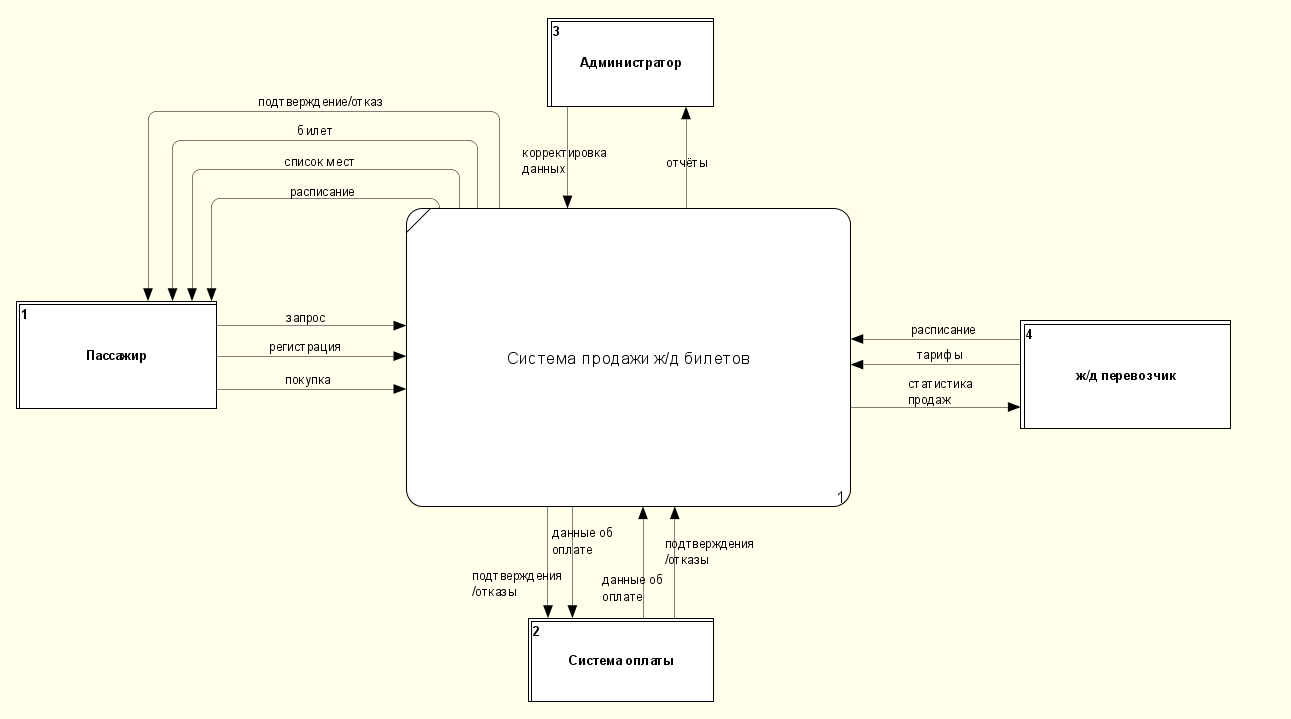 3
Администратор
подтверждение/отказ
билет
список мест
расписание
корректировка
данных
отчёты
1
Пассажир
запрос
регистрация
покупка
Система продажи ж/д билетов
1
расписание
тарифы
статистика
продаж
4
ж/д перевозчик
данные об
оплате
подтверждения
/отказы
подтверждения
/отказы
данные об
оплате
2
Система оплаты